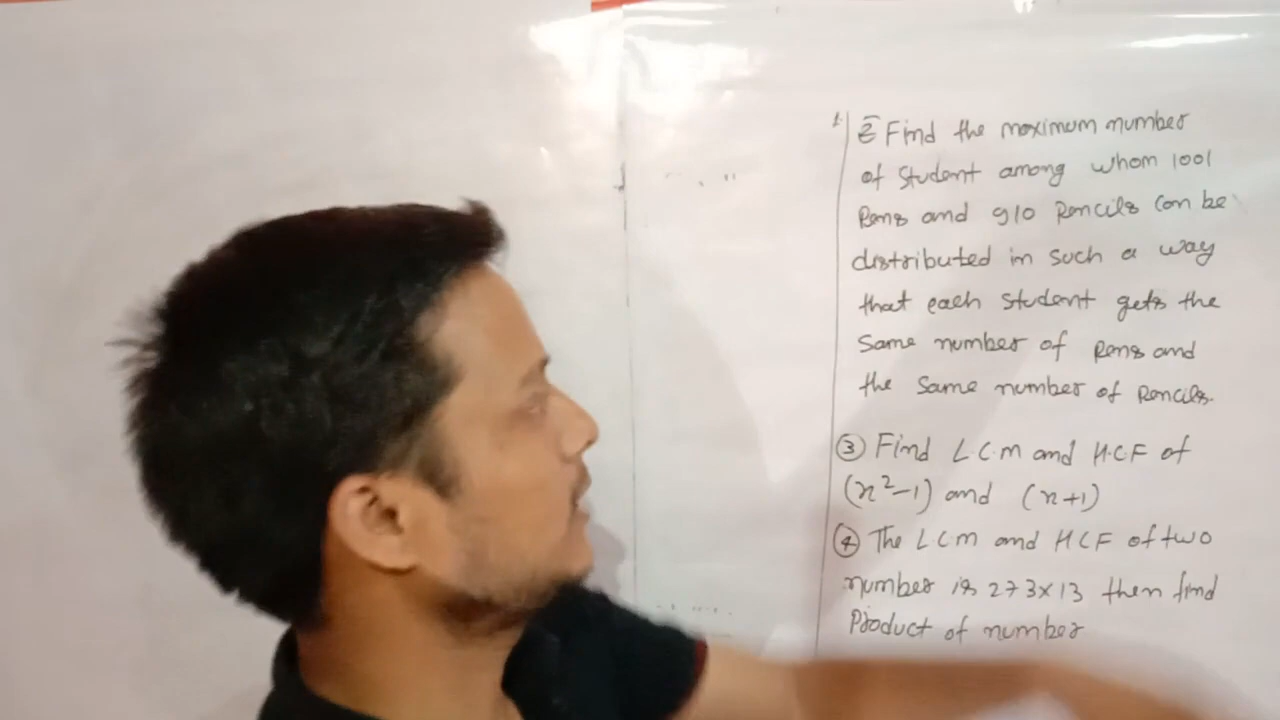 1. Find the maximum number
of Student among whom 1001
Pens and 910 Pencils can be
distributed in such a way
that each student gets the
Same number of Pens and
the Same number of Pencils.
③ Find L.C.M and H.C.F of
(x²-1) and (x+1)
④ The LCM and HCF of two
number is 273x13 then find
Product of number